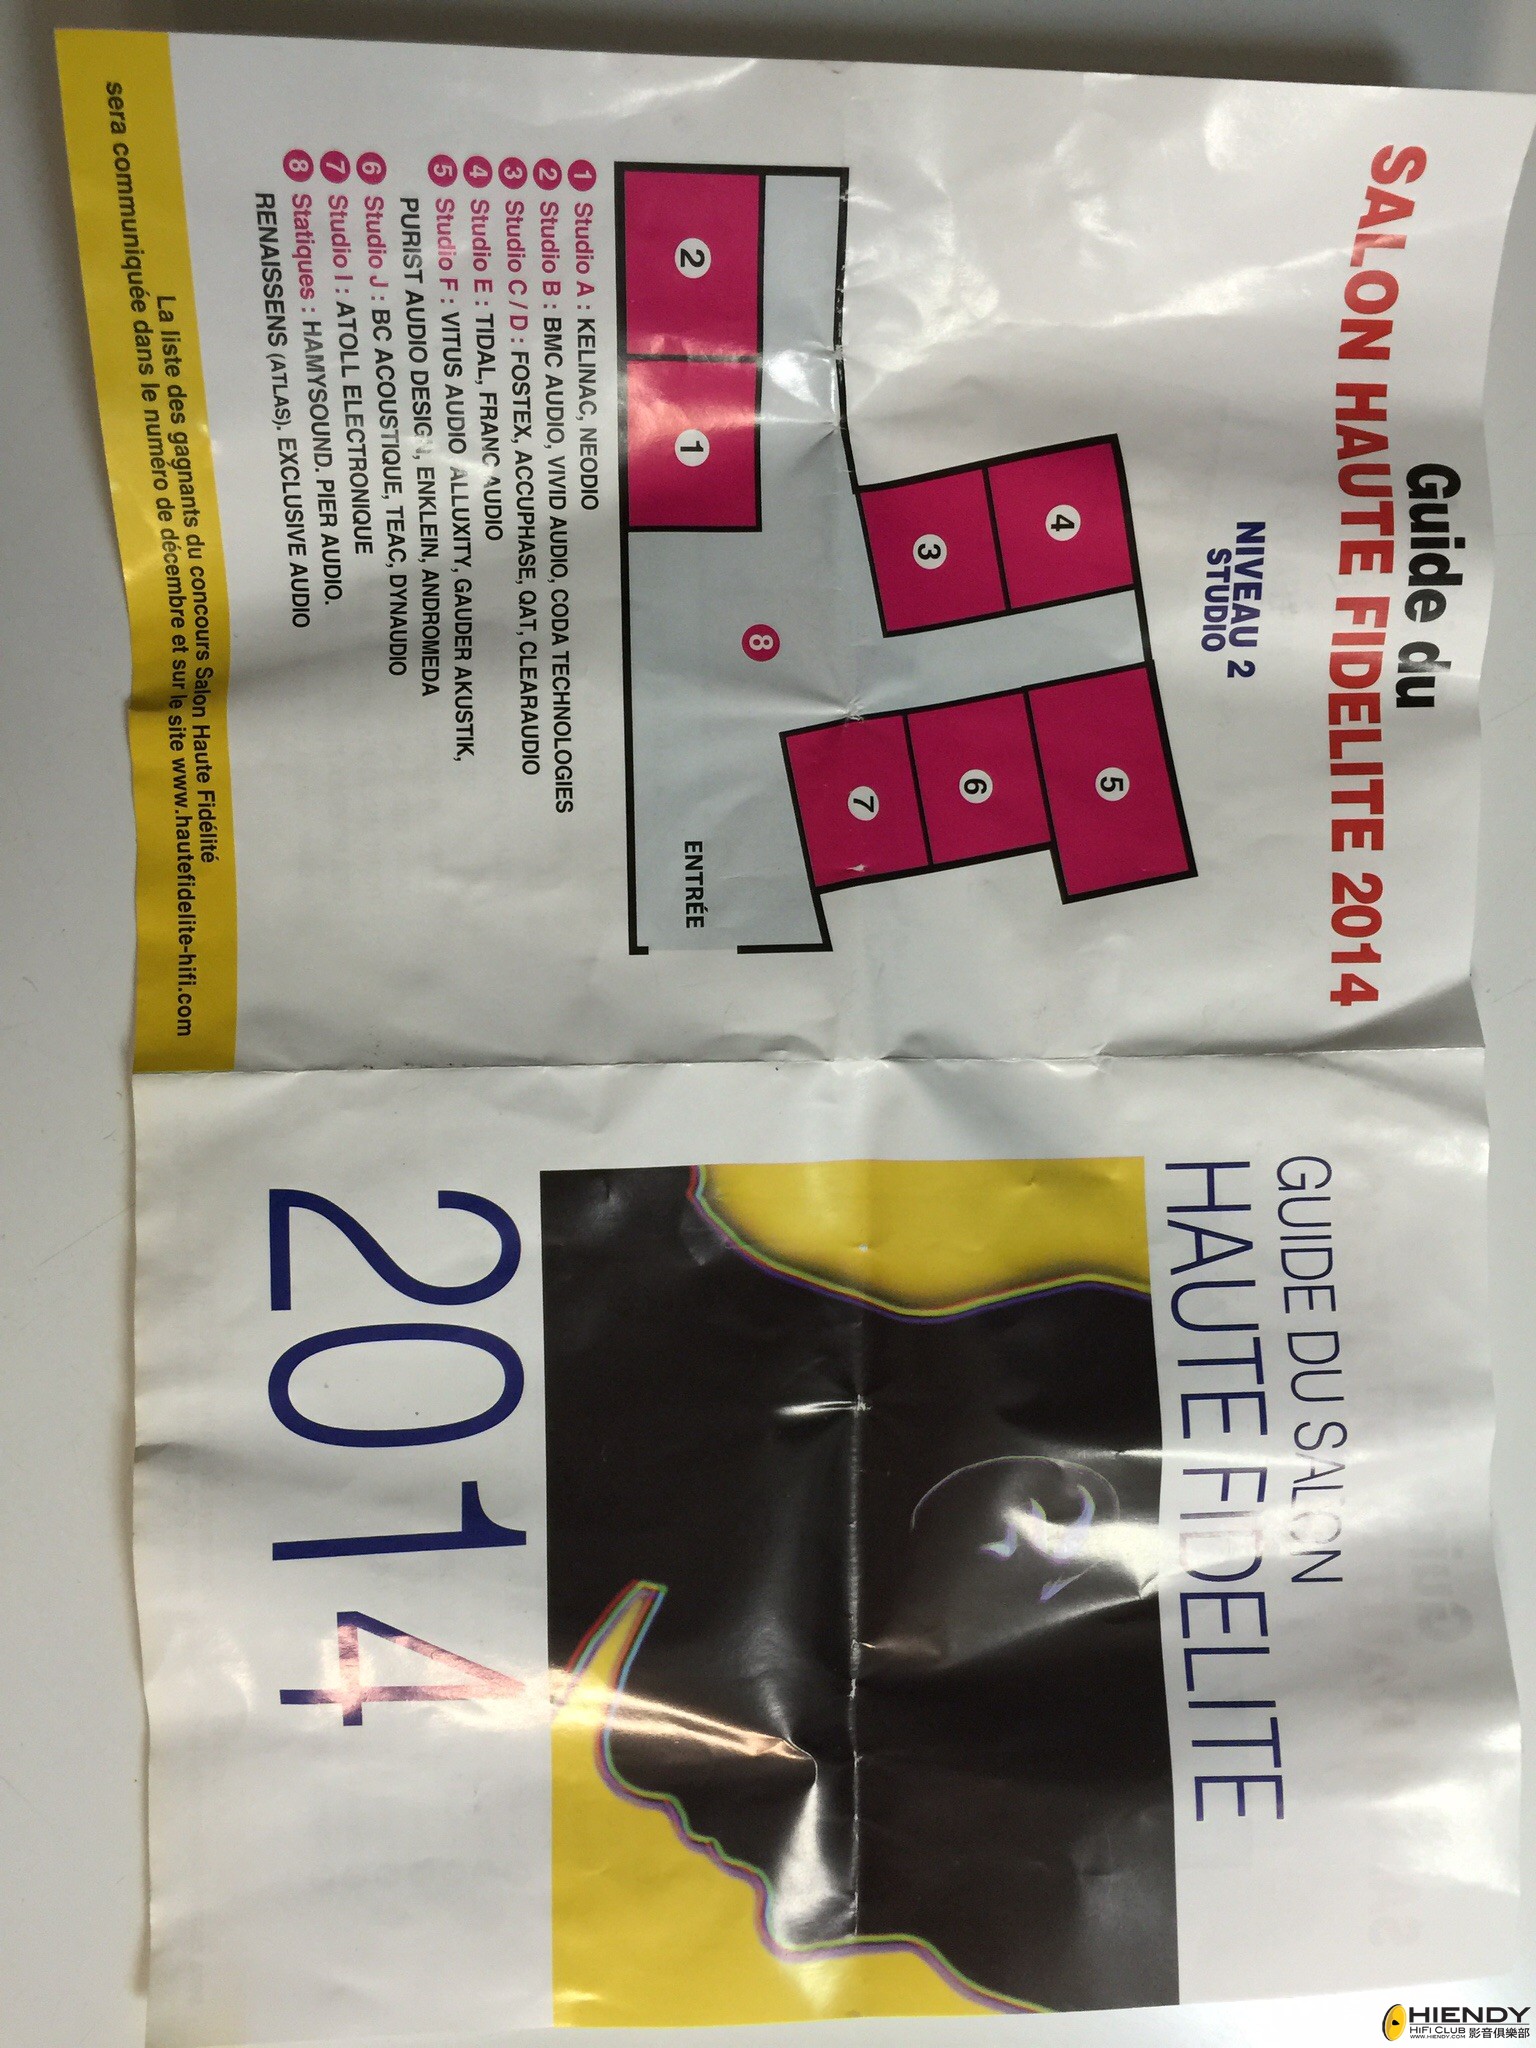 Guide du
SALON HAUTE FIDELITE 2014
NIVEAU 2
STUDIO
4
5
3
6
7
8
2
1
ENTRÉE
1 Studio A : KELINAC, NEODIO
2 Studio B : BMC AUDIO, VIVID AUDIO, CODA TECHNOLOGIES
3 Studio C / D : FOSTEX, ACCUPHASE, QAT, CLEARAUDIO
4 Studio E : TIDAL, FRANC AUDIO
5 Studio F : VITUS AUDIO ALLUXITY, GAUDER AKUSTIK,
PURIST AUDIO DESIGN, ENKLEIN, ANDROMEDA
6 Studio J : BC ACOUSTIQUE, TEAC, DYNAUDIO
7 Studio I : ATOLL ELECTRONIQUE
8 Statiques : HAMYSOUND. PIER AUDIO.
RENAISSENS (ATLAS). EXCLUSIVE AUDIO
La liste des gagnants du concours Salon Haute Fidélité
sera communiquée dans le numéro de décembre et sur le site www.hautefidelite-hifi.com
GUIDE DU SALON
HAUTE FIDELITE
2014
HIENDY
HiFi CLUB 影音俱樂部
www.HIENDY.com